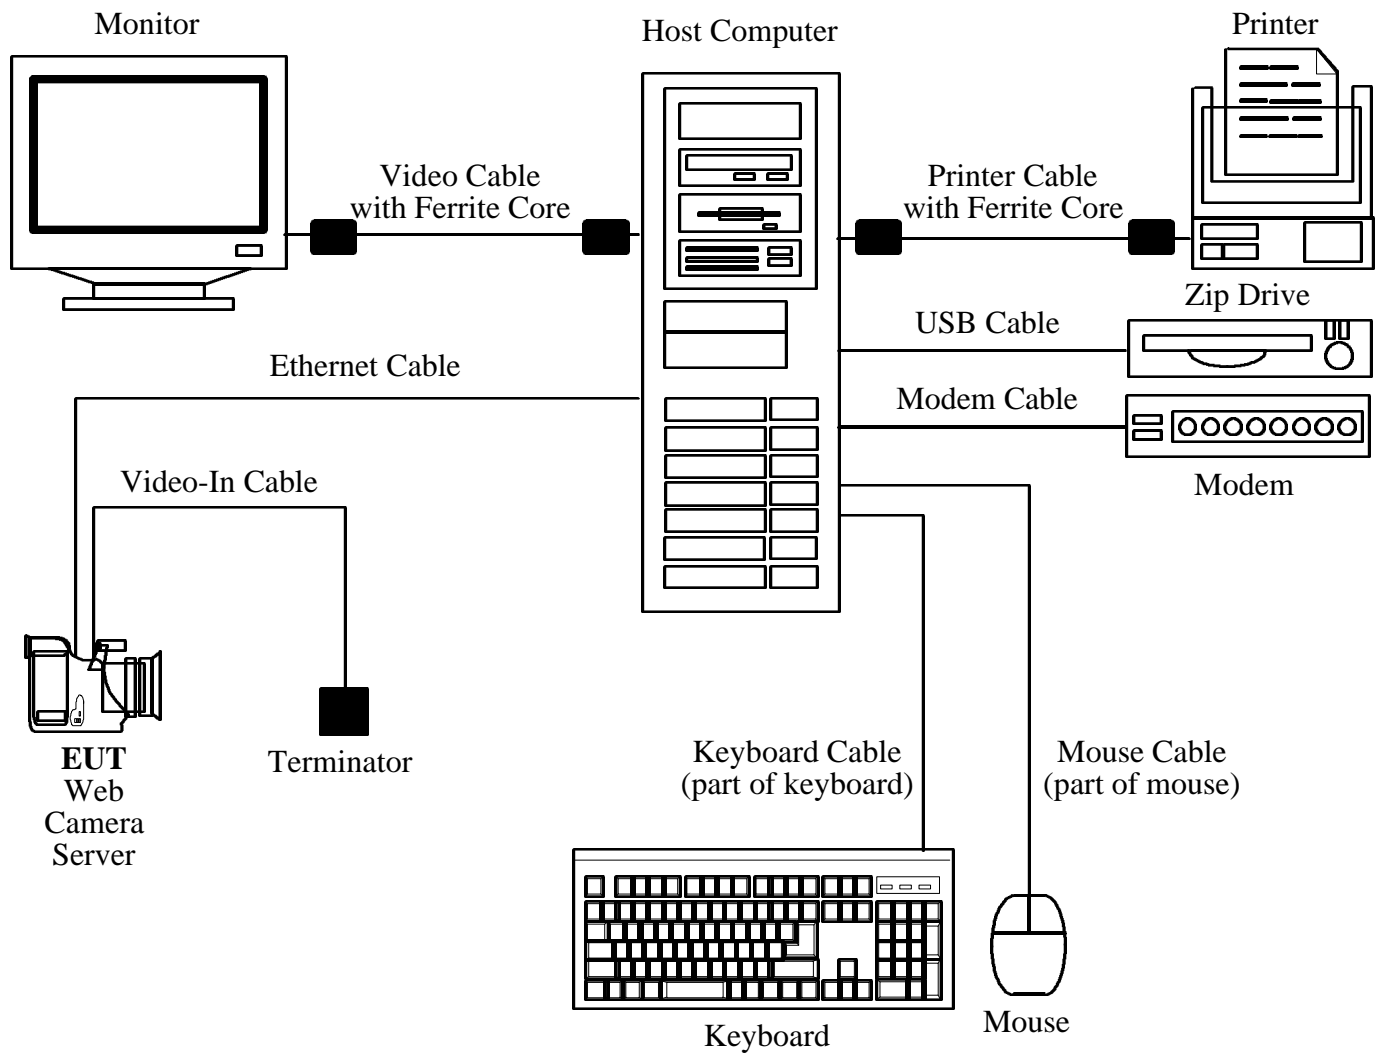 Monitor
Host Computer
Printer
Video Cable
with Ferrite Core
Printer Cable
with Ferrite Core
Zip Drive
USB Cable
Ethernet Cable
Modem Cable
Modem
Video-In Cable
Terminator
EUT
Web
Camera
Server
Keyboard Cable
(part of keyboard)
Mouse Cable
(part of mouse)
Keyboard
Mouse